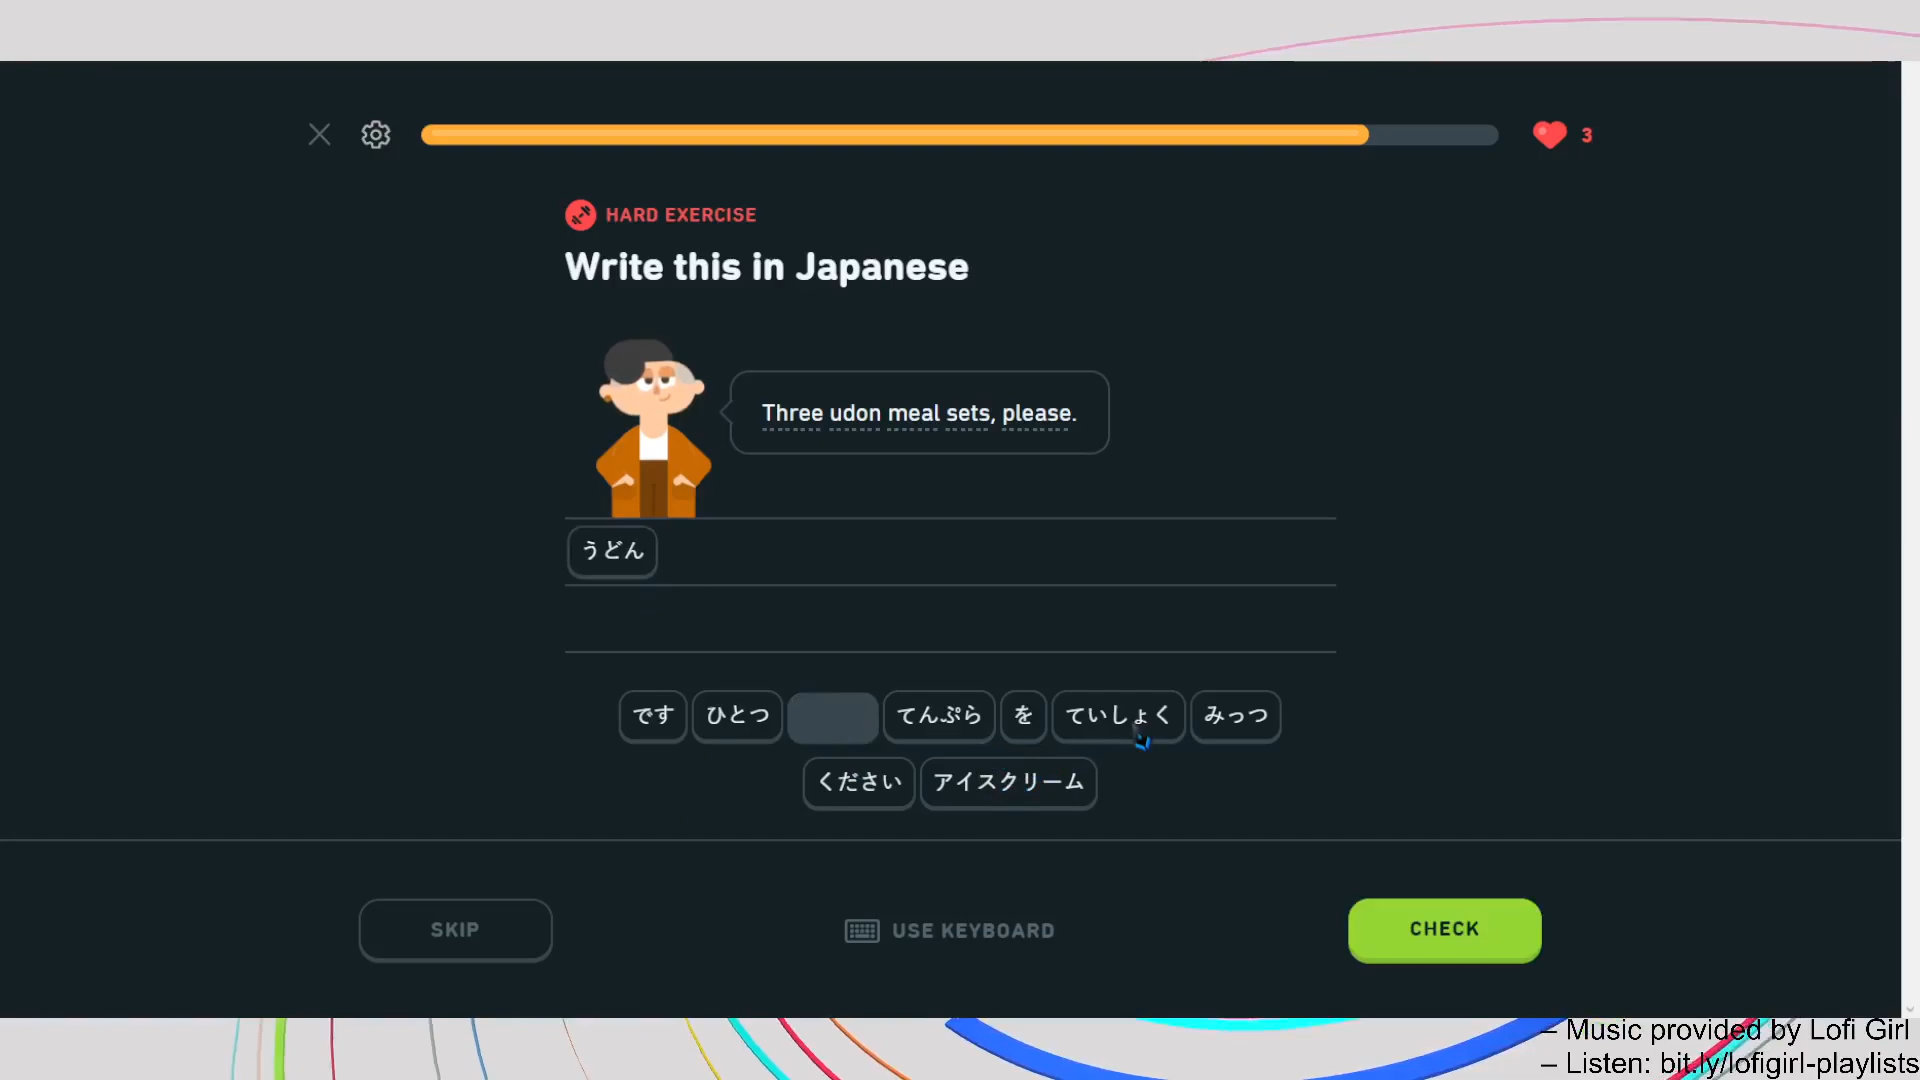 3
HARD EXERCISE
Write this in Japanese
Three udon meal sets, please.
うどん
です ひとつ てんぷら を ていしょく みっつ
ください アイスクリーム
SKIP USE KEYBOARD CHECK
– Music provided by Lofi Girl
– Listen: bit.ly/lofigirl-playlists